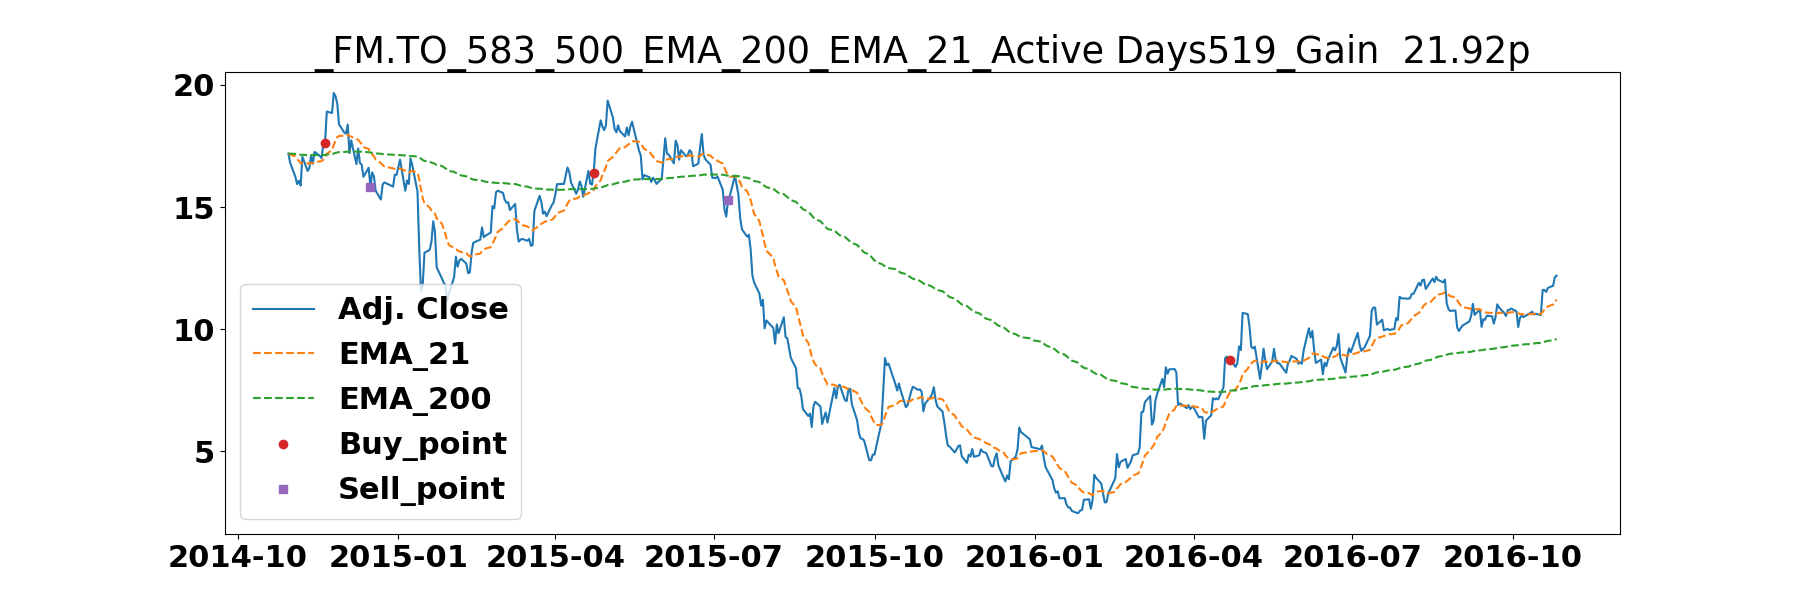 _FM.TO_583_500_EMA_200_EMA_21_Active Days519_Gain  21.92p
20
15
10
5
Adj. Close
EMA_21
EMA_200
Buy_point
Sell_point
2014-10 2015-01 2015-04 2015-07 2015-10 2016-01 2016-04 2016-07 2016-10